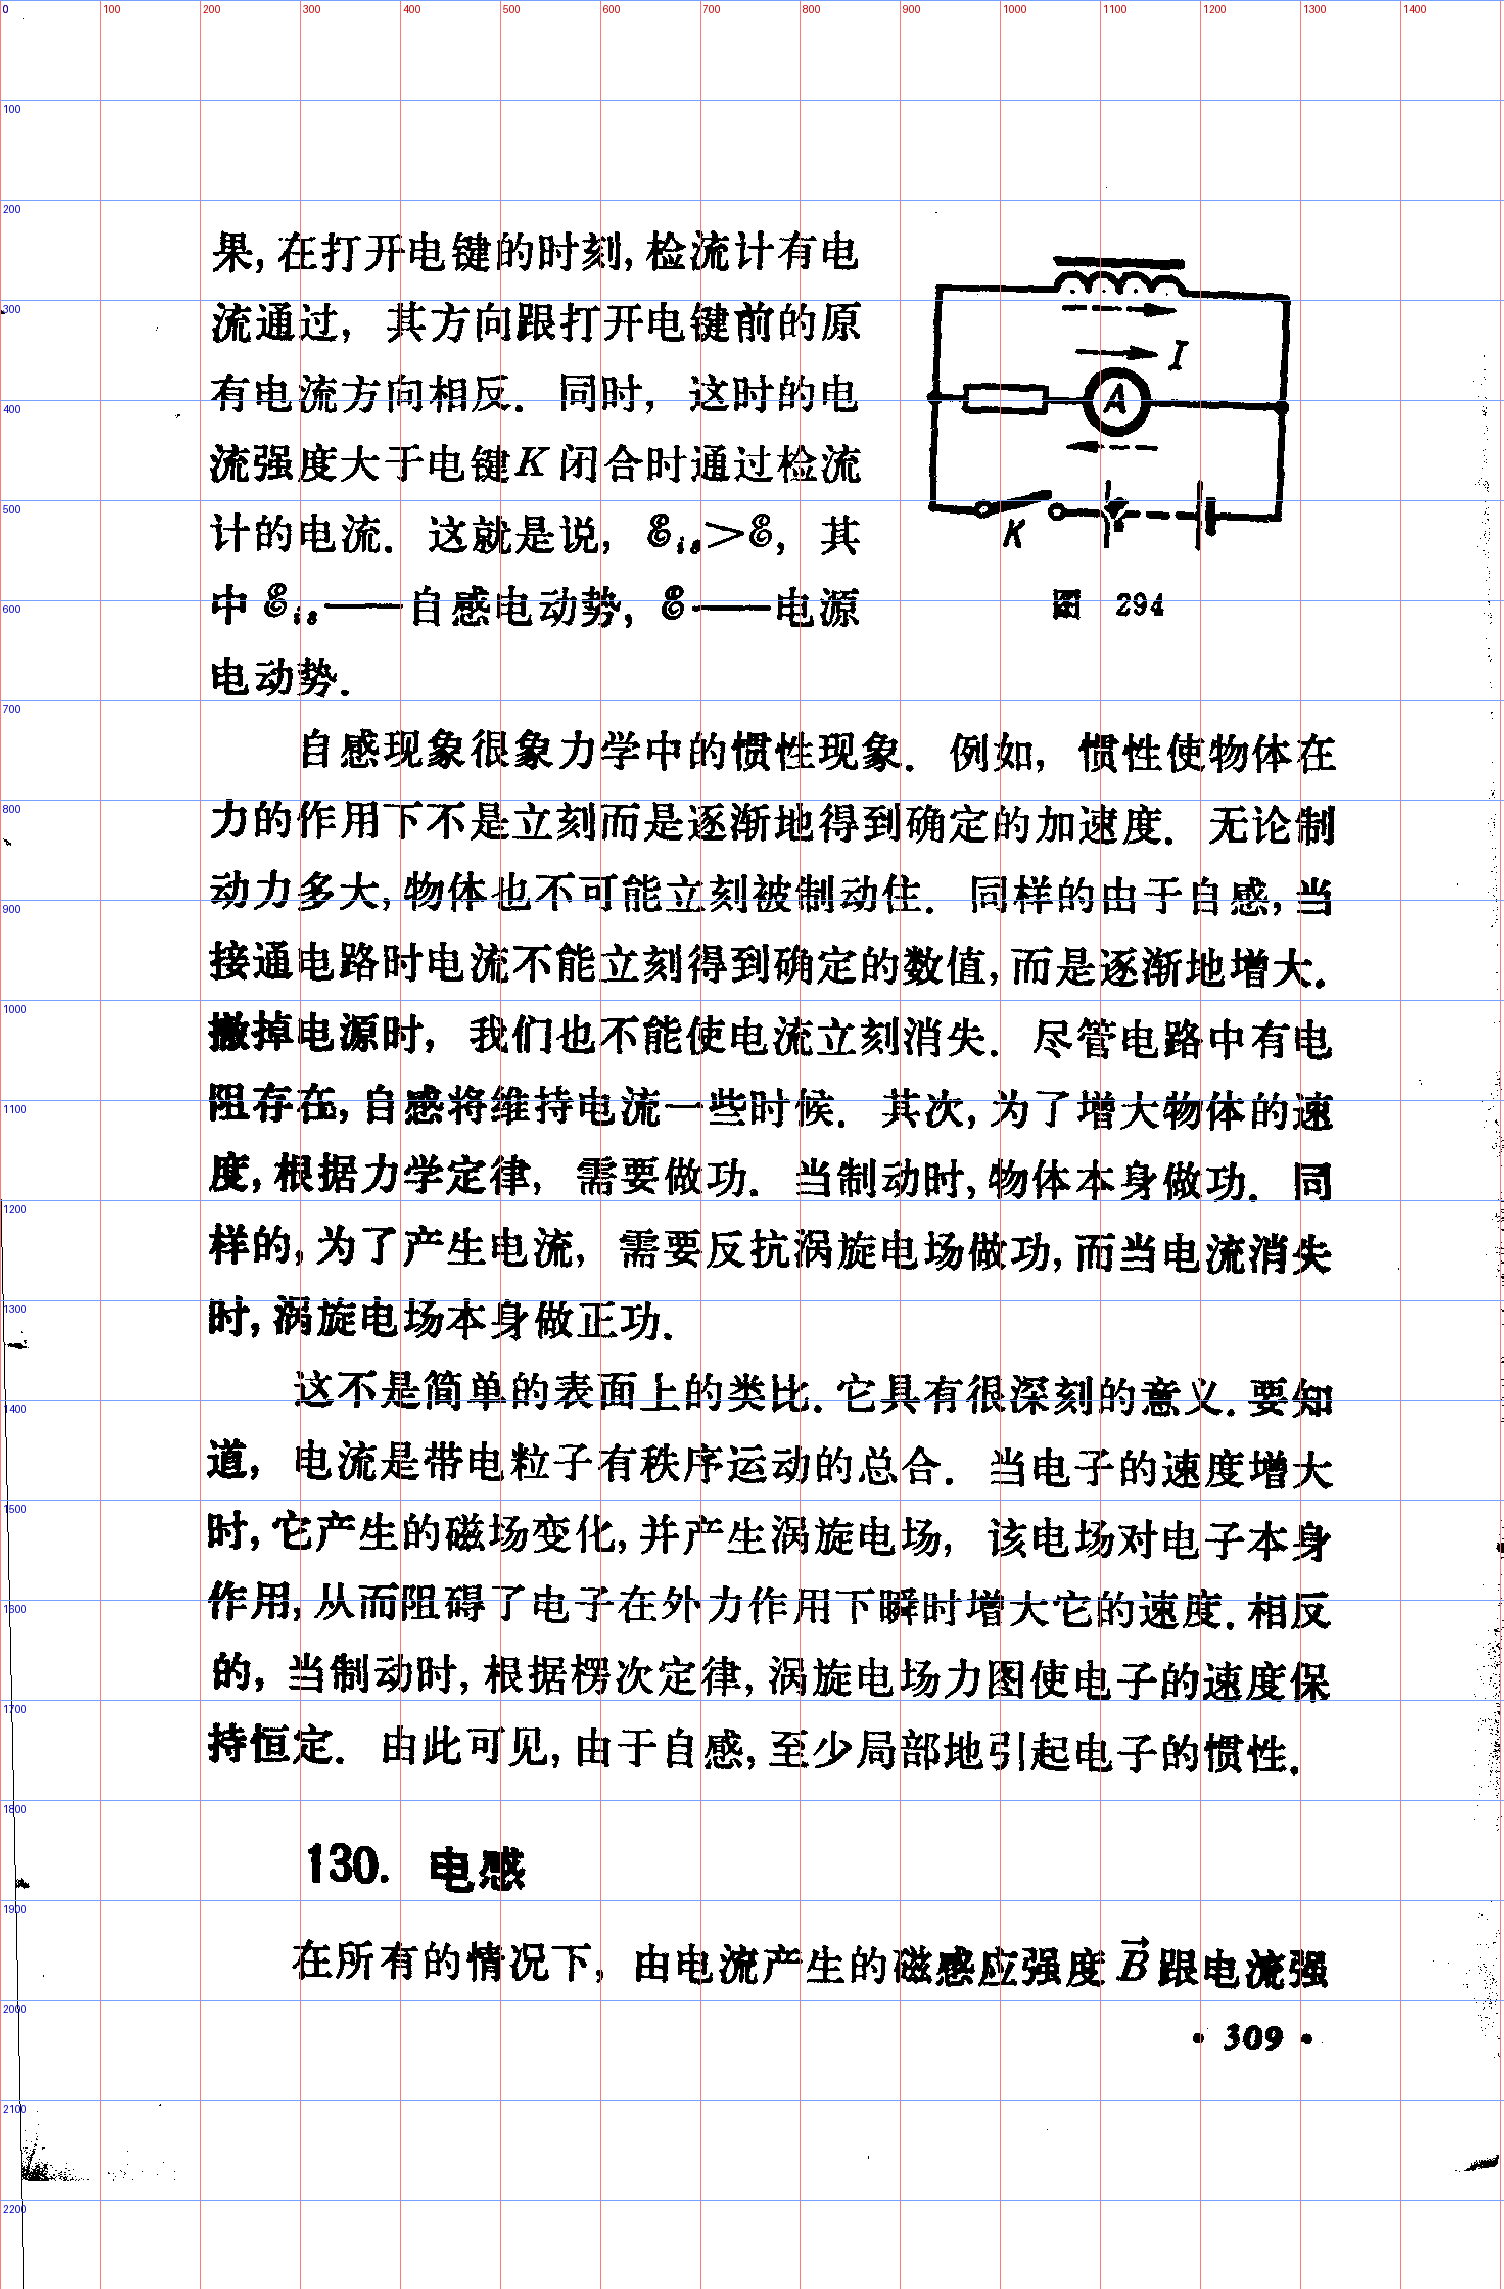 果,在打开电键的时刻,检流计有电
流通过, 其方向跟打开电键前的原
有电流方向相反. 同时, 这时的电
流强度大于电键K 闭合时通过检流
计的电流. 这就是说, ℰis>ℰ, 其
中 ℰis——自感电动势, ℰ——电源
电动势.
I
A
K
图 294
自感现象很象力学中的惯性现象. 例如, 惯性使物体在
力的作用下不是立刻而是逐渐地得到确定的加速度. 无论制
动力多大,物体也不可能立刻被制动住. 同样的由于自感,当
接通电路时电流不能立刻得到确定的数值,而是逐渐地增大.
撤掉电源时, 我们也不能使电流立刻消失. 尽管电路中有电
阻存在,自感将维持电流一些时候. 其次,为了增大物体的速
度,根据力学定律, 需要做功. 当制动时,物体本身做功. 同
样的,为了产生电流, 需要反抗涡旋电场做功,而当电流消失
时,涡旋电场本身做正功.
这不是简单的表面上的类比.它具有很深刻的意义.要知
道, 电流是带电粒子有秩序运动的总合. 当电子的速度增大
时,它产生的磁场变化,并产生涡旋电场, 该电场对电子本身
作用,从而阻碍了电子在外力作用下瞬时增大它的速度.相反
的,当制动时,根据楞次定律,涡旋电场力图使电子的速度保
持恒定. 由此可见,由于自感,至少局部地引起电子的惯性.
130. 电感
在所有的情况下, 由电流产生的磁感应强度 B⃗ 跟电流强
• 309 •